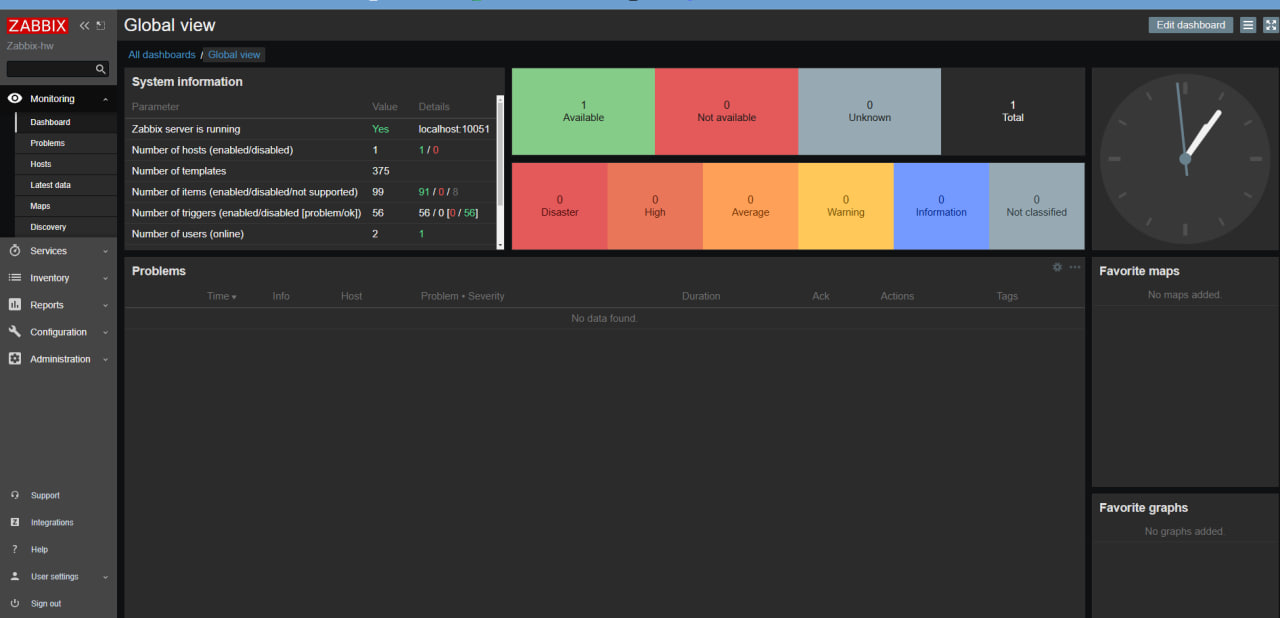 ZABBIX
Zabbix-hw
Monitoring
Dashboard
Problems
Hosts
Latest data
Maps
Discovery
Services
Inventory
Reports
Configuration
Administration
Support
Integrations
Help
User settings
Sign out
Global view
Edit dashboard
All dashboards / Global view
System information
Parameter Value Details
Zabbix server is running Yes localhost:10051
Number of hosts (enabled/disabled) 1 1 / 0
Number of templates 375
Number of items (enabled/disabled/not supported) 99 91 / 0 / 8
Number of triggers (enabled/disabled [problem/ok]) 56 56 / 0 [0 / 56]
Number of users (online) 2 1
1 Available
0 Not available
0 Unknown
1 Total
0 Disaster
0 High
0 Average
0 Warning
0 Information
0 Not classified
Problems
Time Info Host Problem • Severity Duration Ack Actions Tags
No data found.
Favorite maps
No maps added.
Favorite graphs
No graphs added.